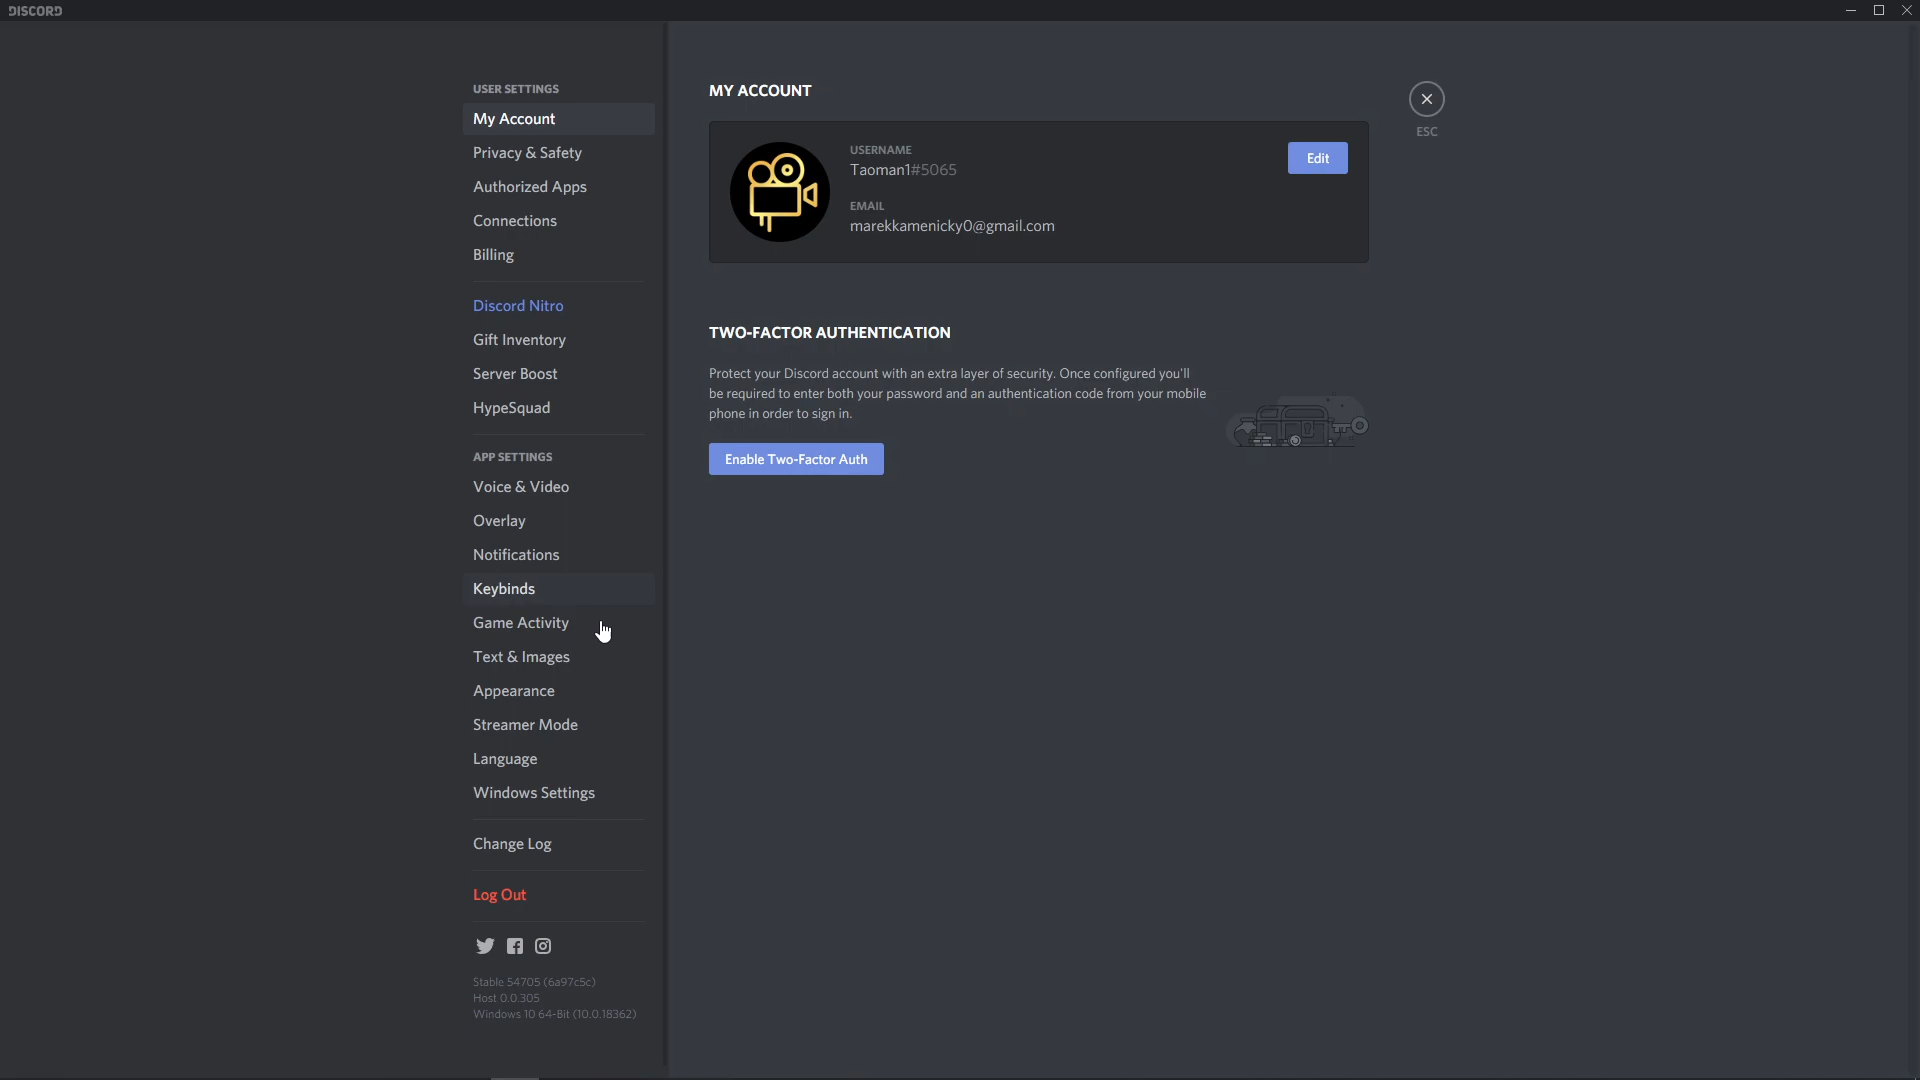 DISCORD
USER SETTINGS
My Account
Privacy & Safety
Authorized Apps
Connections
Billing
Discord Nitro
Gift Inventory
Server Boost
HypeSquad
APP SETTINGS
Voice & Video
Overlay
Notifications
Keybinds
Game Activity
Text & Images
Appearance
Streamer Mode
Language
Windows Settings
Change Log
Log Out
Stable 54705 (6a97c5c)
Host 0.0.305
Windows 10 64-Bit (10.0.18362)
MY ACCOUNT
USERNAME
Taoman1#5065
EMAIL
marekkamenicky0@gmail.com
Edit
ESC
TWO-FACTOR AUTHENTICATION
Protect your Discord account with an extra layer of security. Once configured you'll
be required to enter both your password and an authentication code from your mobile
phone in order to sign in.
Enable Two-Factor Auth